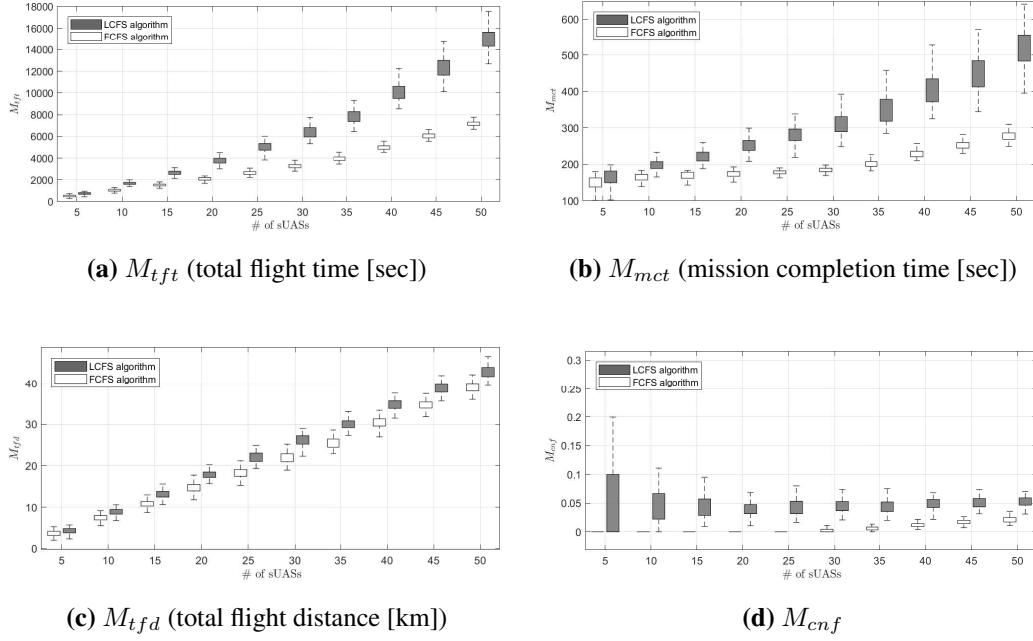 18000
16000
14000
12000
10000
8000
6000
4000
2000
0
M_tft
LCFS algorithm
FCFS algorithm
5 10 15 20 25 30 35 40 45 50
# of sUASs
(a) M_tft (total flight time [sec])
600
500
400
300
200
100
M_mct
LCFS algorithm
FCFS algorithm
5 10 15 20 25 30 35 40 45 50
# of sUASs
(b) M_mct (mission completion time [sec])
40
30
20
10
0
M_tfd
LCFS algorithm
FCFS algorithm
5 10 15 20 25 30 35 40 45 50
# of sUASs
(c) M_tfd (total flight distance [km])
0.3
0.25
0.2
0.15
0.1
0.05
0
M_cnf
LCFS algorithm
FCFS algorithm
5 10 15 20 25 30 35 40 45 50
# of sUASs
(d) M_cnf